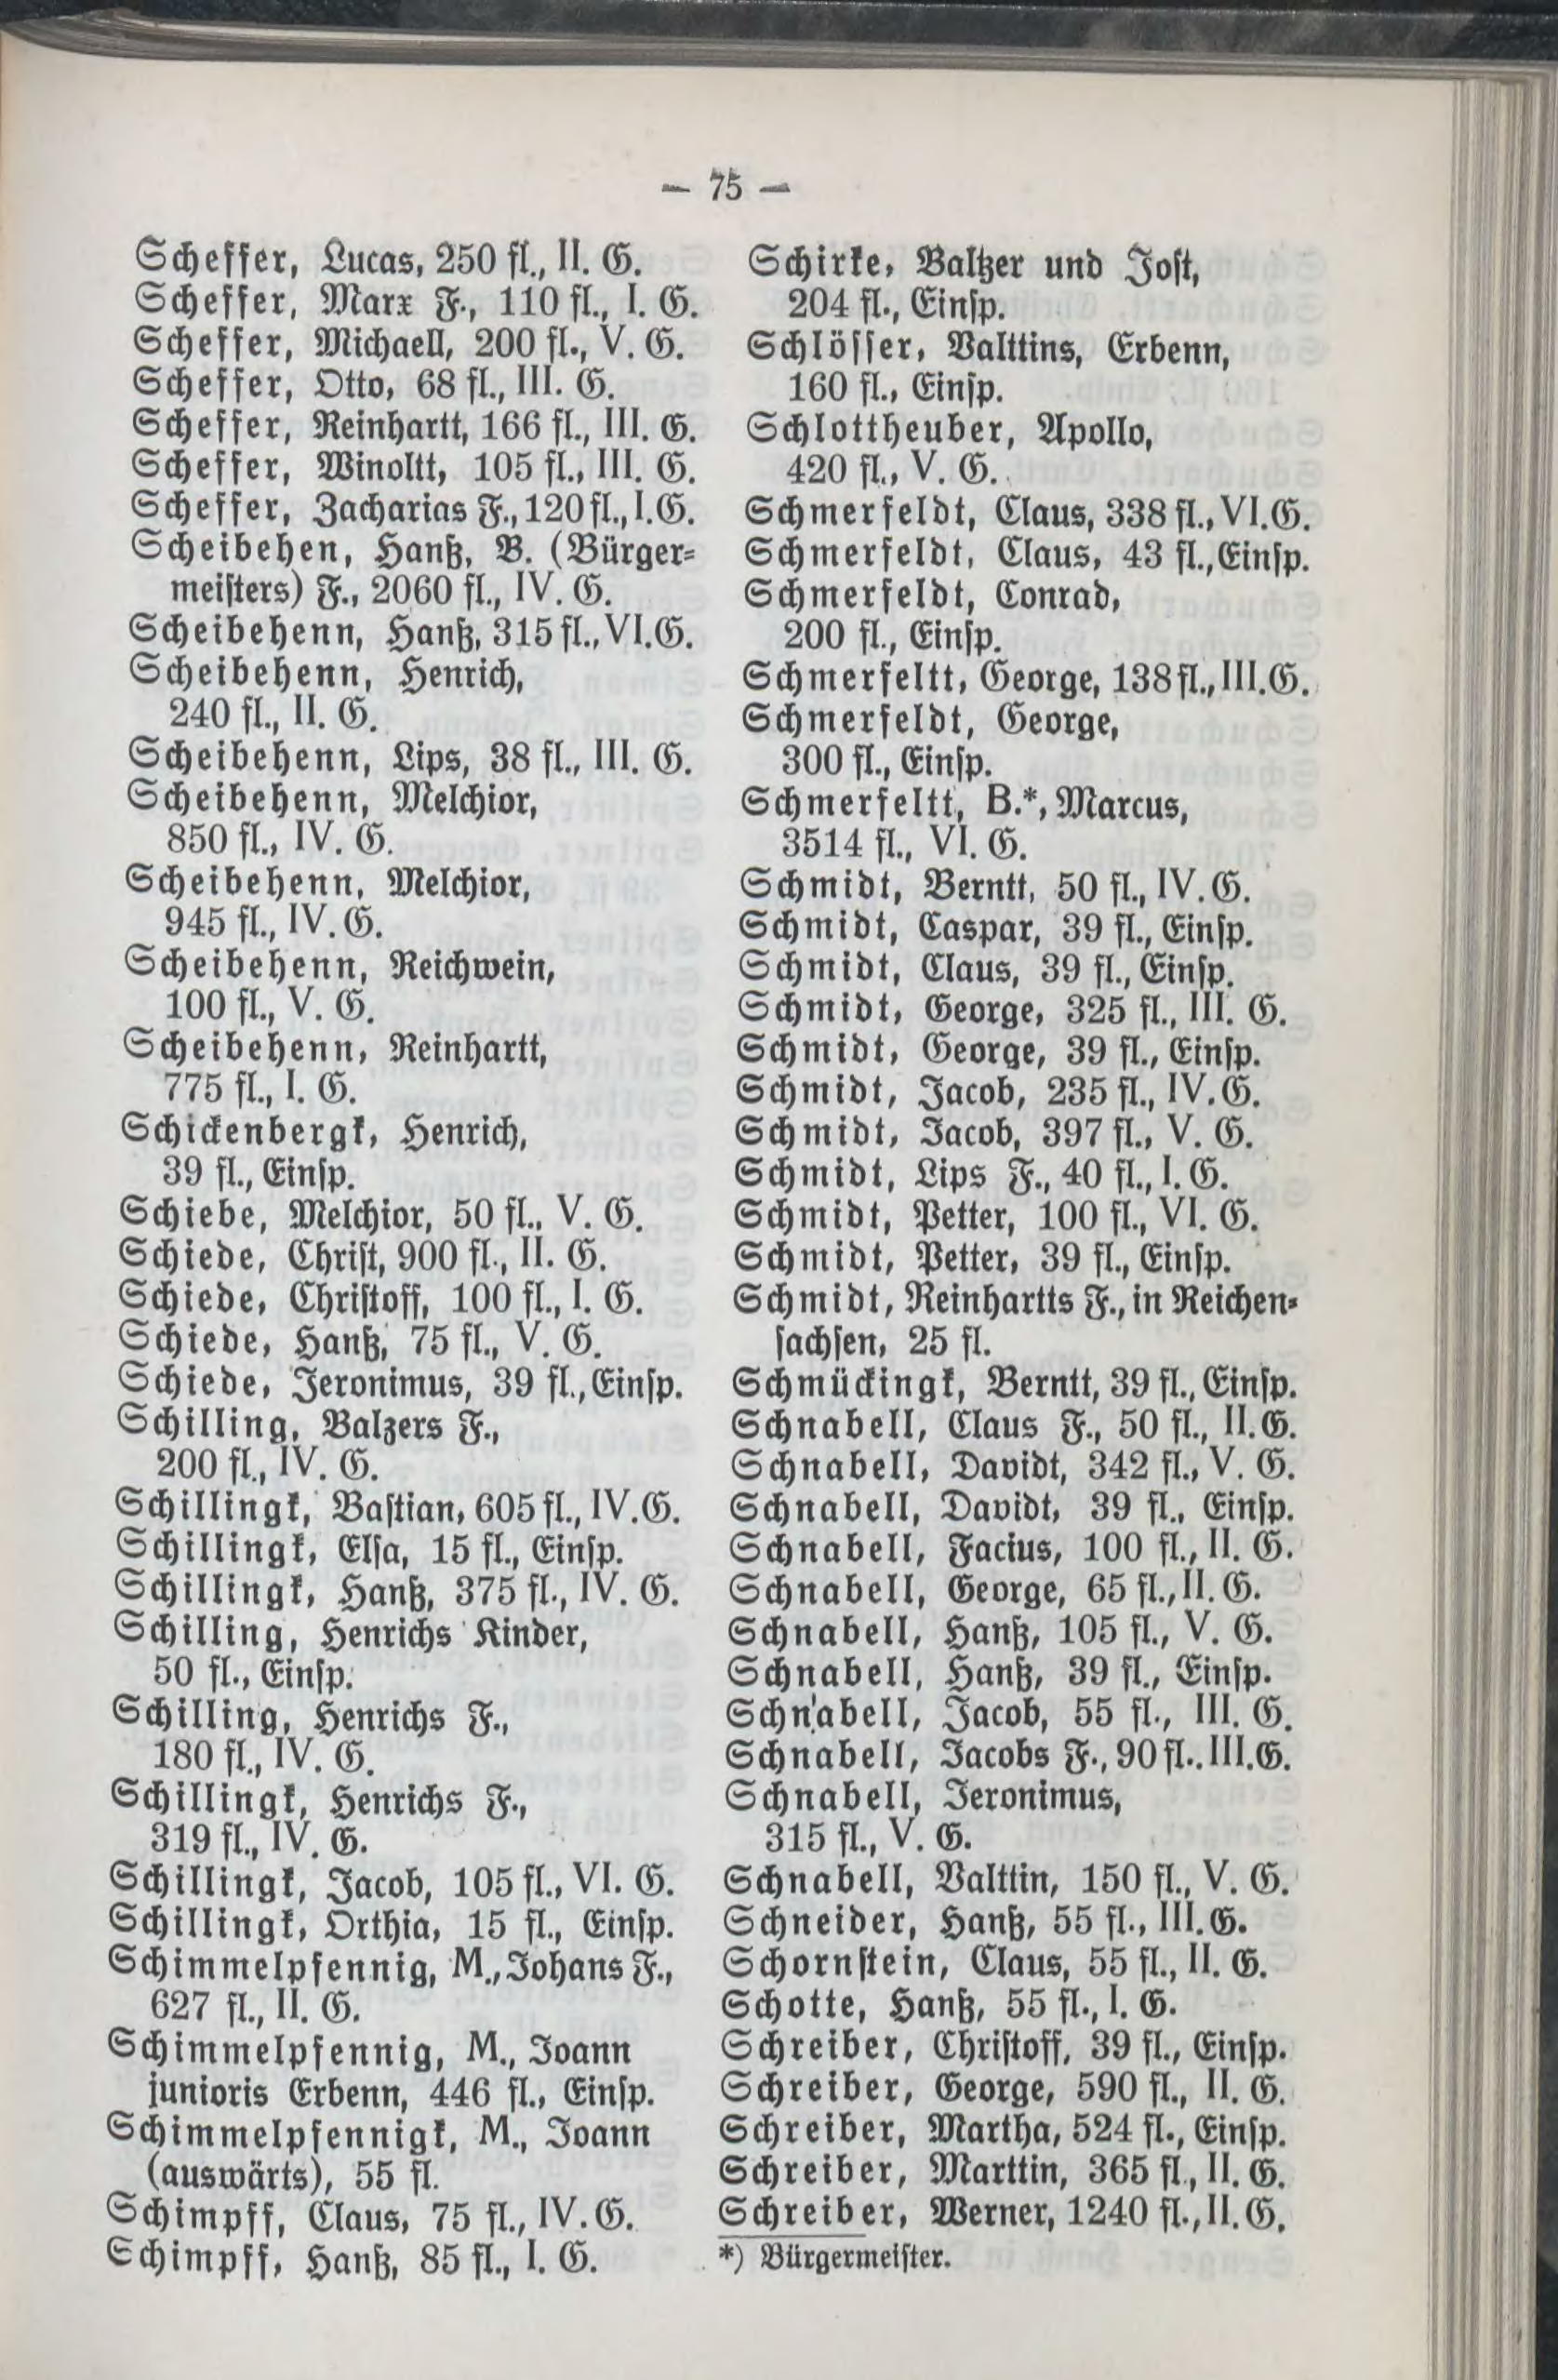 — 75 —
Scheffer, Lucas, 250 fl., II. G.
Scheffer, Marx F., 110 fl., I. G.
Scheffer, Michaell, 200 fl., V. G.
Scheffer, Otto, 68 fl., III. G.
Scheffer, Reinhartt, 166 fl., III. G.
Scheffer, Winoltt, 105 fl., III. G.
Scheffer, Zacharias F., 120 fl., I. G.
Scheibehen, Hanß, B. (Bürger-
meisters) F., 2060 fl., IV. G.
Scheibehenn, Hanß, 315 fl., VI. G.
Scheibehenn, Henrich,
240 fl., II. G.
Scheibehenn, Lips, 38 fl., III. G.
Scheibehenn, Melchior,
850 fl., IV. G.
Scheibehenn, Melchior,
945 fl., IV. G.
Scheibehenn, Reichwein,
100 fl., V. G.
Scheibehenn, Reinhartt,
775 fl., I. G.
Schickenbergk, Henrich,
39 fl., Einsp.
Schiebe, Melchior, 50 fl., V. G.
Schiede, Christ, 900 fl., II. G.
Schiede, Christoff, 100 fl., I. G.
Schiede, Hanß, 75 fl., V. G.
Schiede, Jeronimus, 39 fl., Einsp.
Schilling, Balzers F.,
200 fl., IV. G.
Schillingk, Bastian, 605 fl., IV. G.
Schillingk, Elsa, 15 fl., Einsp.
Schillingk, Hanß, 375 fl., IV. G.
Schilling, Henrichs Kinder,
50 fl., Einsp.
Schilling, Henrichs F.,
180 fl., IV. G.
Schillingk, Henrichs F.,
319 fl., IV. G.
Schillingk, Jacob, 105 fl., VI. G.
Schillingk, Orthia, 15 fl., Einsp.
Schimmelpfennig, M., Johans F.,
627 fl., II. G.
Schimmelpfennig, M., Joann
junioris Erbenn, 446 fl., Einsp.
Schimmelpfennigk, M., Joann
(auswärts), 55 fl.
Schimpff, Claus, 75 fl., IV. G.
Schimpff, Hanß, 85 fl., I. G.
Schirke, Baltzer und Jost,
204 fl., Einsp.
Schlösser, Valttins, Erbenn,
160 fl., Einsp.
Schlottheuber, Apollo,
420 fl., V. G.
Schmerfeldt, Claus, 338 fl., VI. G.
Schmerfeldt, Claus, 43 fl., Einsp.
Schmerfeldt, Conrad,
200 fl., Einsp.
Schmerfeltt, George, 138 fl., III. G.
Schmerfeldt, George,
300 fl., Einsp.
Schmerfeltt, B.*, Marcus,
3514 fl., VI. G.
Schmidt, Berntt, 50 fl., IV. G.
Schmidt, Caspar, 39 fl., Einsp.
Schmidt, Claus, 39 fl., Einsp.
Schmidt, George, 325 fl., III. G.
Schmidt, George, 39 fl., Einsp.
Schmidt, Jacob, 235 fl., IV. G.
Schmidt, Jacob, 397 fl., V. G.
Schmidt, Lips F., 40 fl., I. G.
Schmidt, Petter, 100 fl., VI. G.
Schmidt, Petter, 39 fl., Einsp.
Schmidt, Reinhartts F., in Reichen-
sachsen, 25 fl.
Schmückingk, Berntt, 39 fl., Einsp.
Schnabell, Claus F., 50 fl., II. G.
Schnabell, Davidt, 342 fl., V. G.
Schnabell, Davidt, 39 fl., Einsp.
Schnabell, Facius, 100 fl., II. G.
Schnabell, George, 65 fl., II. G.
Schnabell, Hanß, 105 fl., V. G.
Schnabell, Hanß, 39 fl., Einsp.
Schnabell, Jacob, 55 fl., III. G.
Schnabell, Jacobs F., 90 fl., III. G.
Schnabell, Jeronimus,
315 fl., V. G.
Schnabell, Valttin, 150 fl., V. G.
Schneider, Hanß, 55 fl., III. G.
Schornstein, Claus, 55 fl., II. G.
Schotte, Hanß, 55 fl., I. G.
Schreiber, Christoff, 39 fl., Einsp.
Schreiber, George, 590 fl., II. G.
Schreiber, Martha, 524 fl., Einsp.
Schreiber, Marttin, 365 fl., II. G.
Schreiber, Werner, 1240 fl., II. G.
*) Bürgermeister.